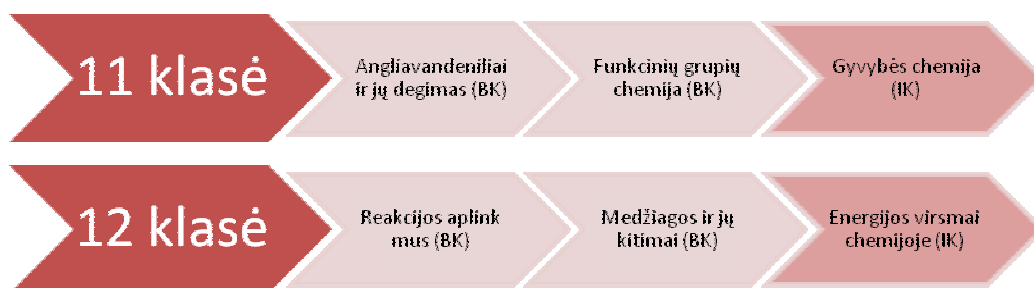 11 klasė
Angliavandeniliai
ir jų degimas (BK)
Funkcinių grupių
chemija (BK)
Gyvybės chemija
(IK)
12 klasė
Reakcijos aplink
mus (BK)
Medžiagos ir jų
kitimai (BK)
Energijos virsmai
chemijoje (IK)